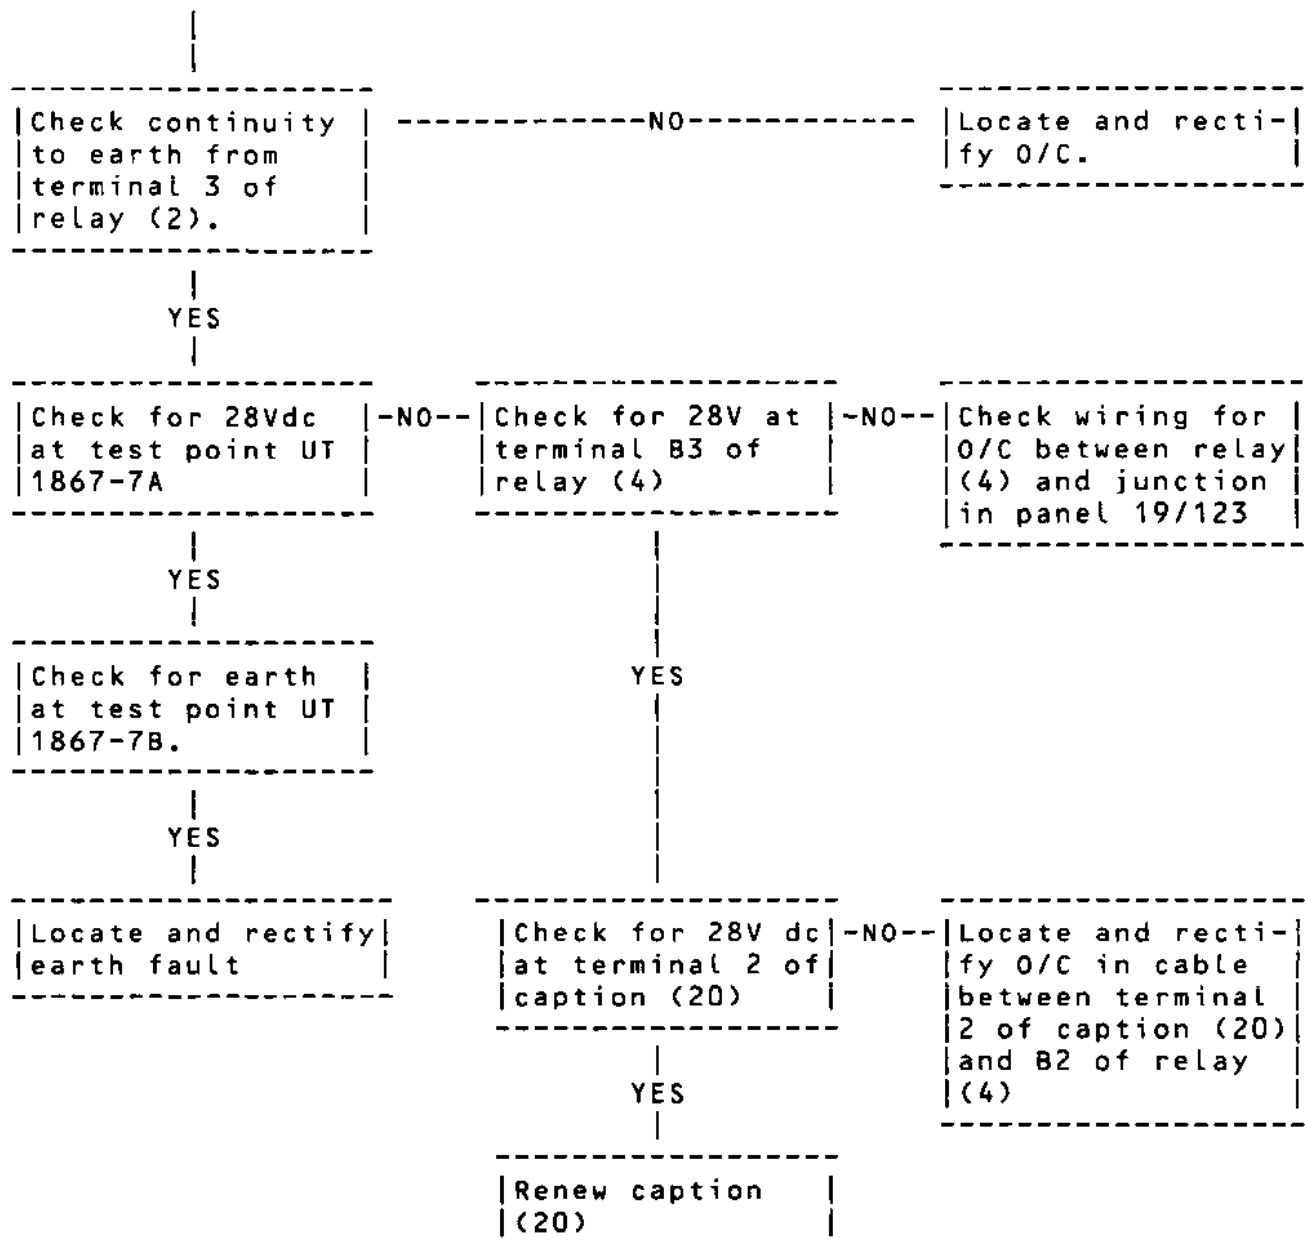 Check continuity
to earth from
terminal 3 of
relay (2).
NO
Locate and recti-
fy O/C.
YES
Check for 28Vdc
at test point UT
1867-7A
NO
Check for 28V at
terminal B3 of
relay (4)
NO
Check wiring for
O/C between relay
(4) and junction
in panel 19/123
YES
Check for earth
at test point UT
1867-7B.
YES
YES
Locate and rectify
earth fault
Check for 28V dc
at terminal 2 of
caption (20)
NO
Locate and recti-
fy O/C in cable
between terminal
2 of caption (20)
and B2 of relay
(4)
YES
Renew caption
(20)